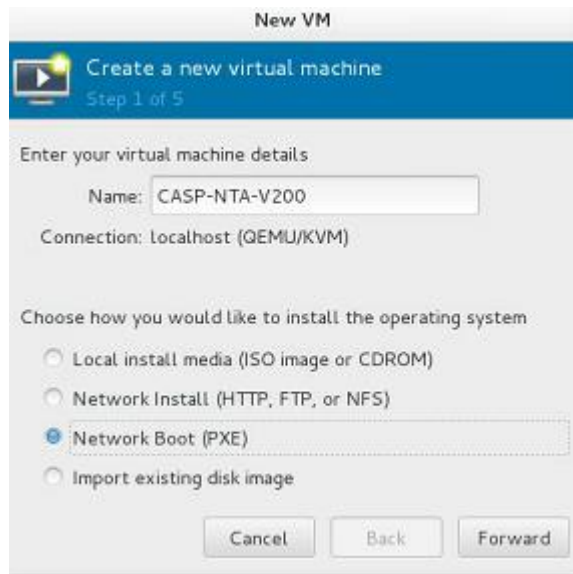 New VM
Create a new virtual machine
Step 1 of 5
Enter your virtual machine details
Name: CASP-NTA-V200
Connection: localhost (QEMU/KVM)
Choose how you would like to install the operating system
Local install media (ISO image or CDROM)
Network Install (HTTP, FTP, or NFS)
Network Boot (PXE)
Import existing disk image
Cancel Back Forward